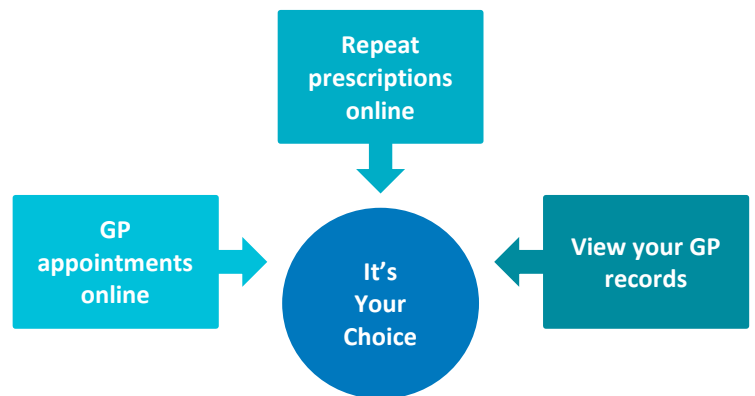 Repeat
prescriptions
online
GP
appointments
online
It’s
Your
Choice
View your GP
records